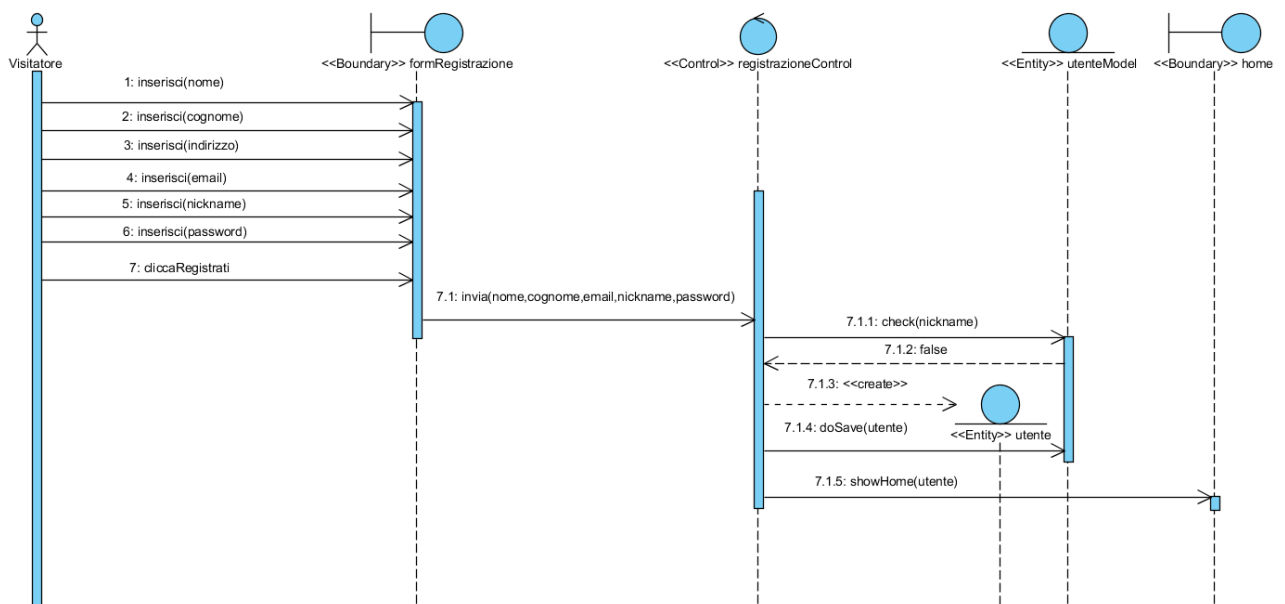 Visitatore
<<Boundary>> formRegistrazione
<<Control>> registrazioneControl
<<Entity>> utenteModel
<<Boundary>> home
1: inserisci(nome)
2: inserisci(cognome)
3: inserisci(indirizzo)
4: inserisci(email)
5: inserisci(nickname)
6: inserisci(password)
7: cliccaRegistrati
7.1: invia(nome,cognome,email,nickname,password)
7.1.1: check(nickname)
7.1.2: false
7.1.3: <<create>>
7.1.4: doSave(utente)
<<Entity>> utente
7.1.5: showHome(utente)